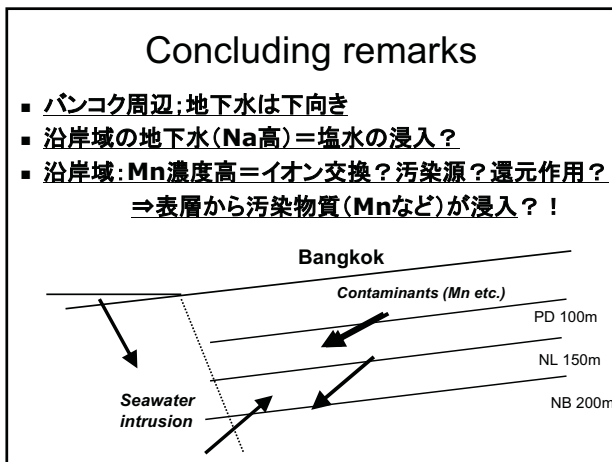 Concluding remarks
■ バンコク周辺;地下水は下向き
■ 沿岸域の地下水(Na高)=塩水の浸入?
■ 沿岸域:Mn濃度高=イオン交換?汚染源?還元作用?
⇒表層から汚染物質(Mnなど)が浸入?!
Bangkok
Contaminants (Mn etc.)
PD 100m
NL 150m
Seawater
intrusion
NB 200m